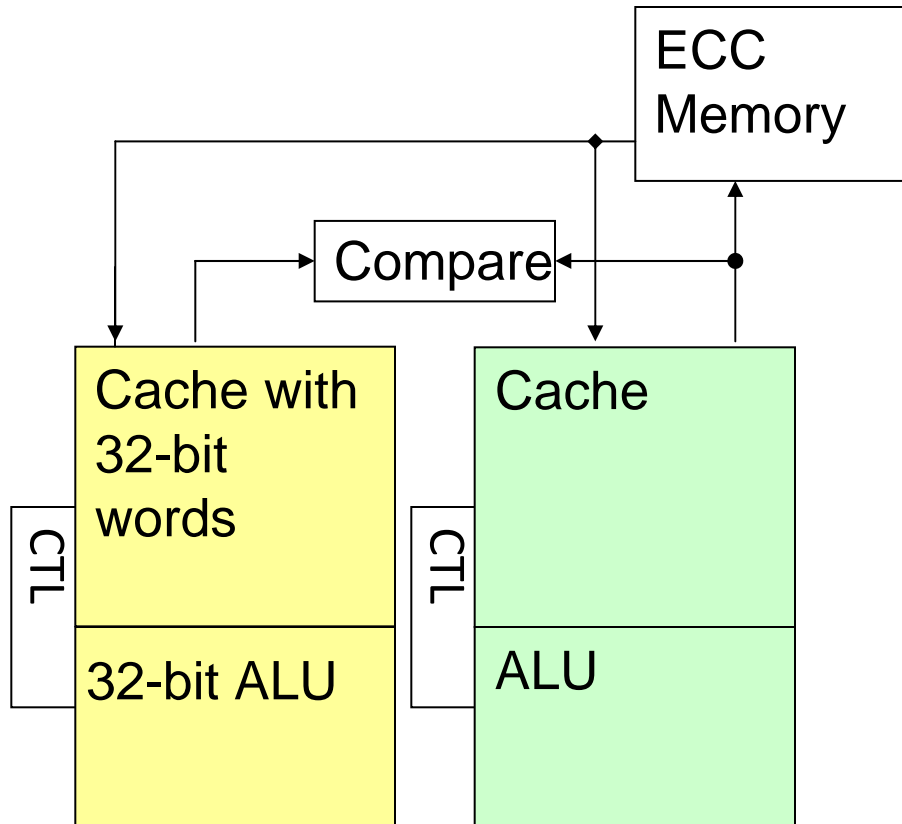 ECC
Memory
Compare
Cache with
32-bit
words
Cache
CTL
CTL
32-bit ALU
ALU